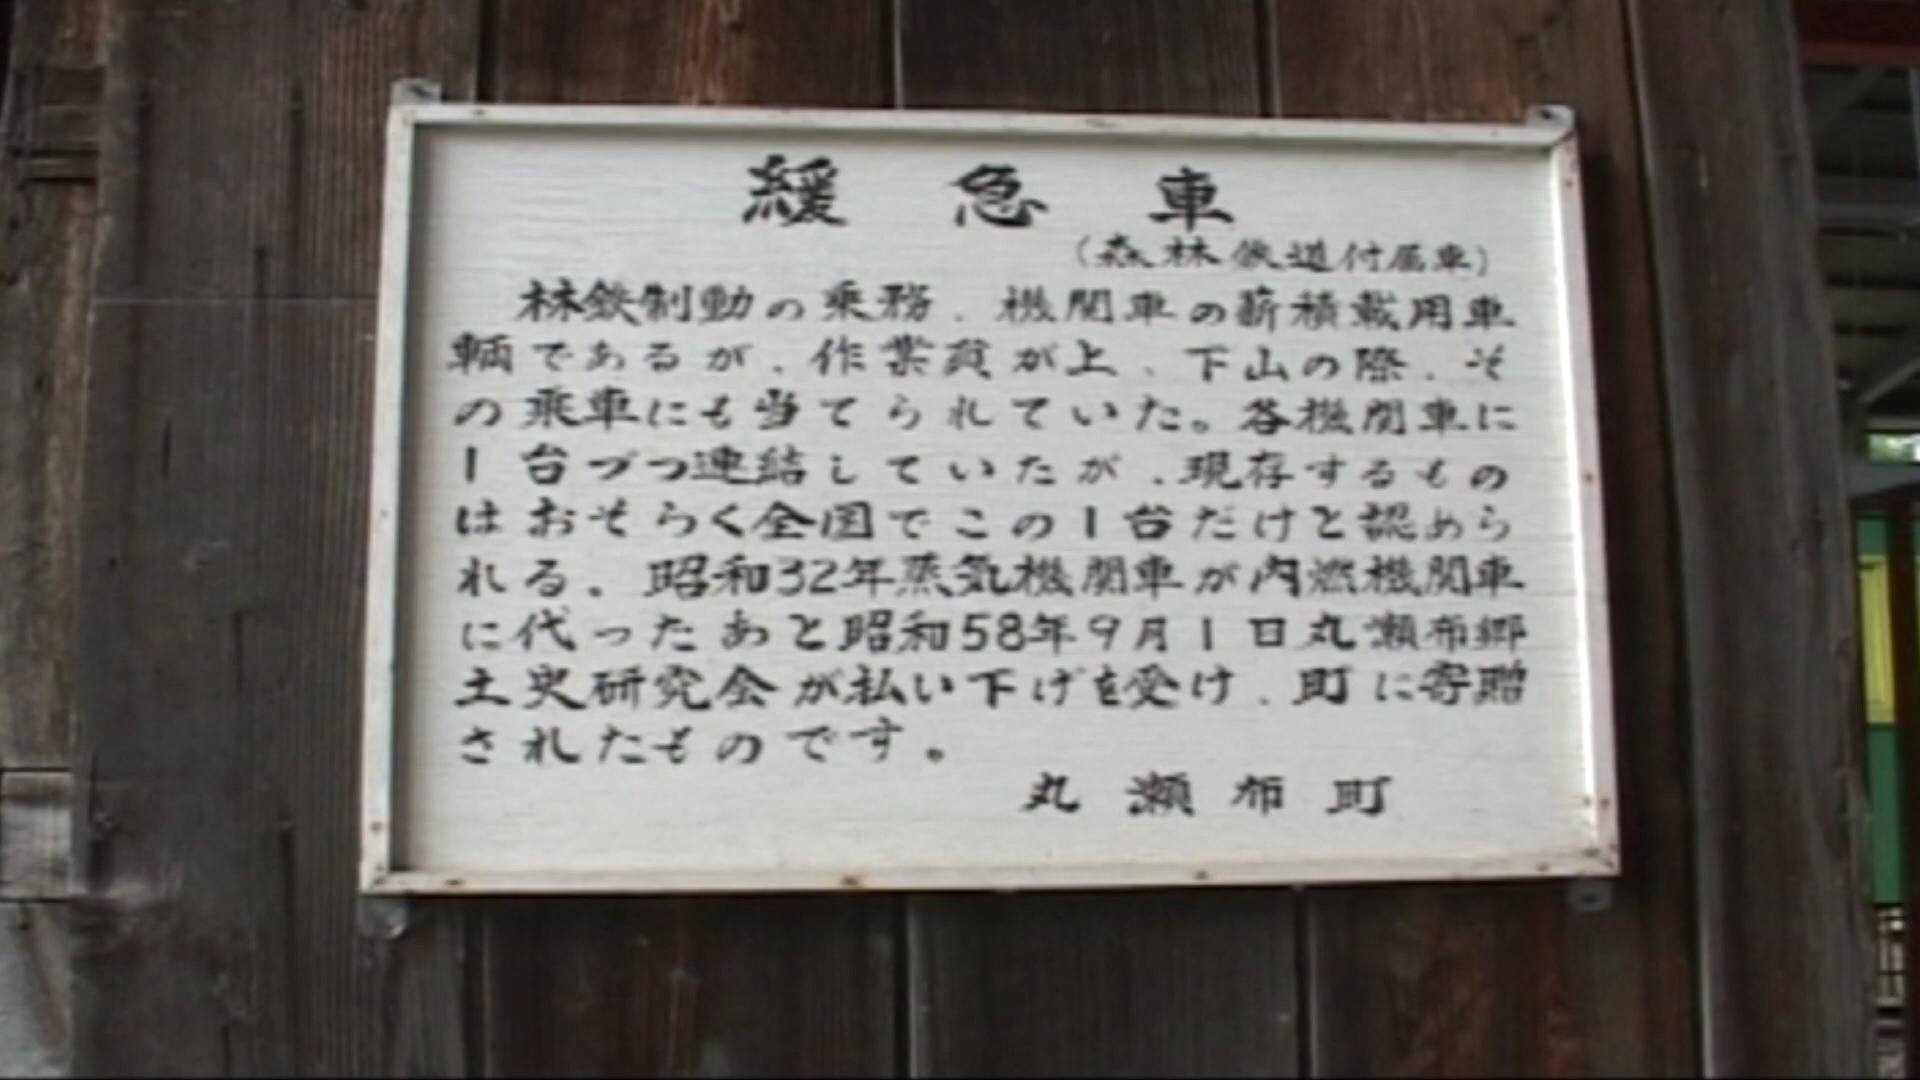 緩急車
(森林鉄道付属車)
林鉄制動の乗務、機関車の薪積載用車
輌であるが、作業員が上、下山の際、そ
の乗車にも当てられていた。各機関車に
1台づつ連結していたが、現存するもの
はおそらく全国でこの1台だけと認めら
れる。昭和32年蒸気機関車が内燃機関車
に代ったあと昭和58年9月1日丸瀬布郷
土史研究会が払い下げを受け、町に寄贈
されたものです。
丸瀬布町